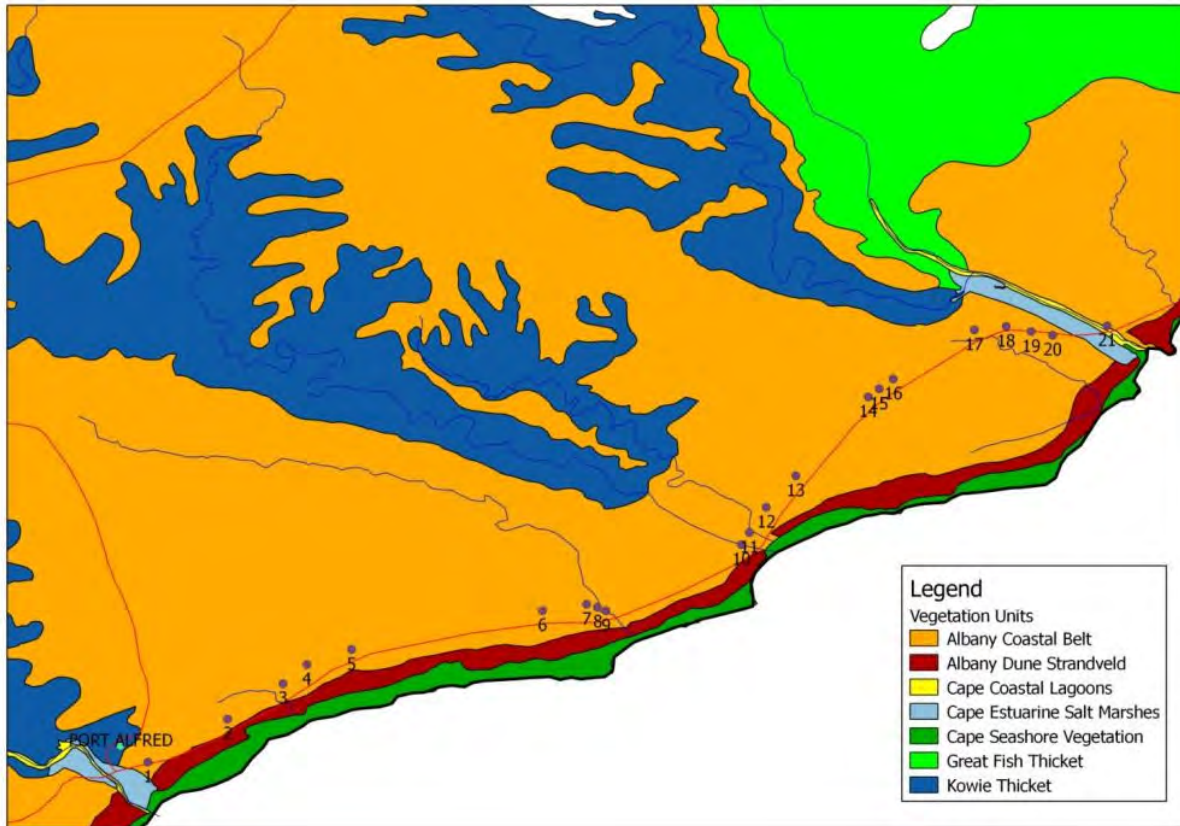 17
18
19
20
21
16
15
14
13
12
11
10
6
7
8
9
5
4
3
2
PORT ALFRED
1
Legend
Vegetation Units
Albany Coastal Belt
Albany Dune Strandveld
Cape Coastal Lagoons
Cape Estuarine Salt Marshes
Cape Seashore Vegetation
Great Fish Thicket
Kowie Thicket